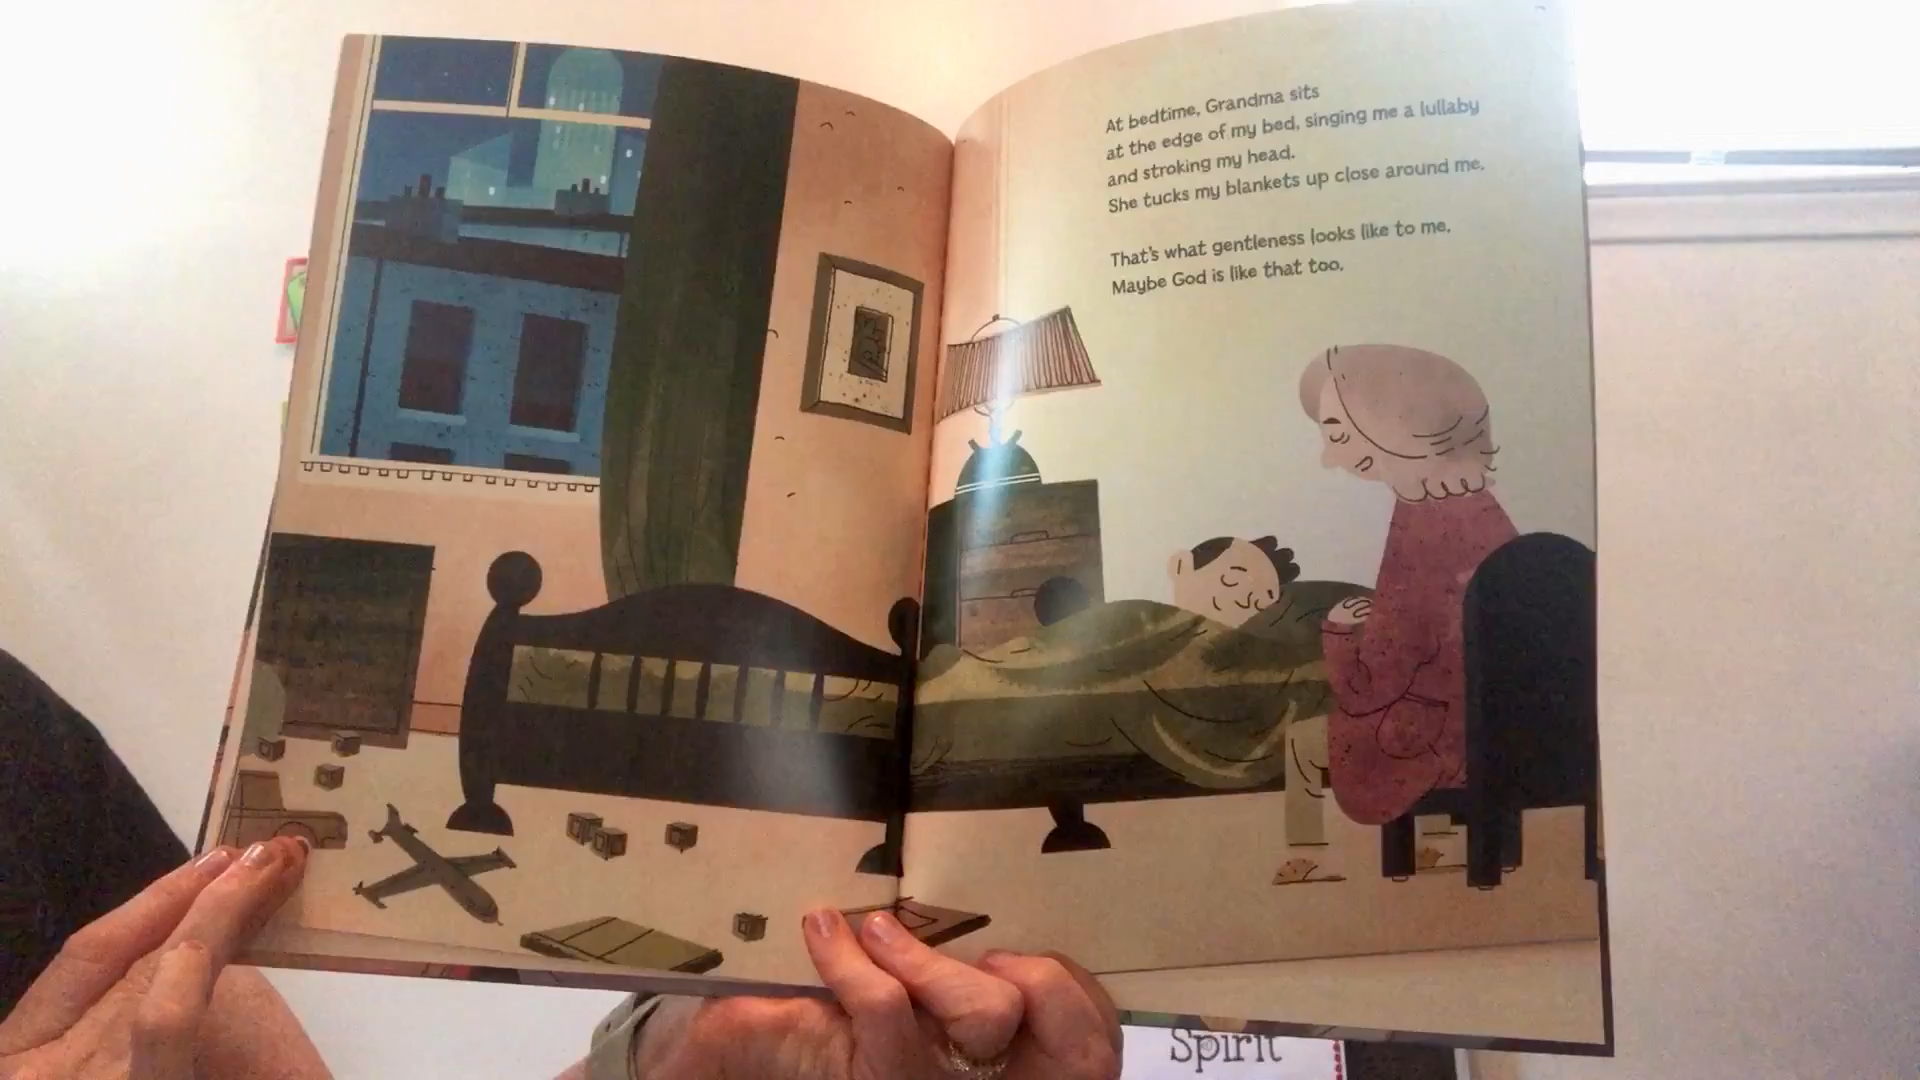 At bedtime, Grandma sits
at the edge of my bed, singing me a lullaby
and stroking my head.
She tucks my blankets up close around me.
That's what gentleness looks like to me.
Maybe God is like that too.
Spirit